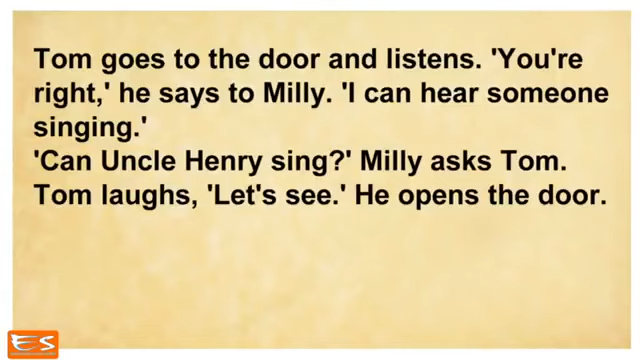 Tom goes to the door and listens. 'You're
right,' he says to Milly. 'I can hear someone
singing.'
'Can Uncle Henry sing?' Milly asks Tom.
Tom laughs, 'Let's see.' He opens the door.
ES